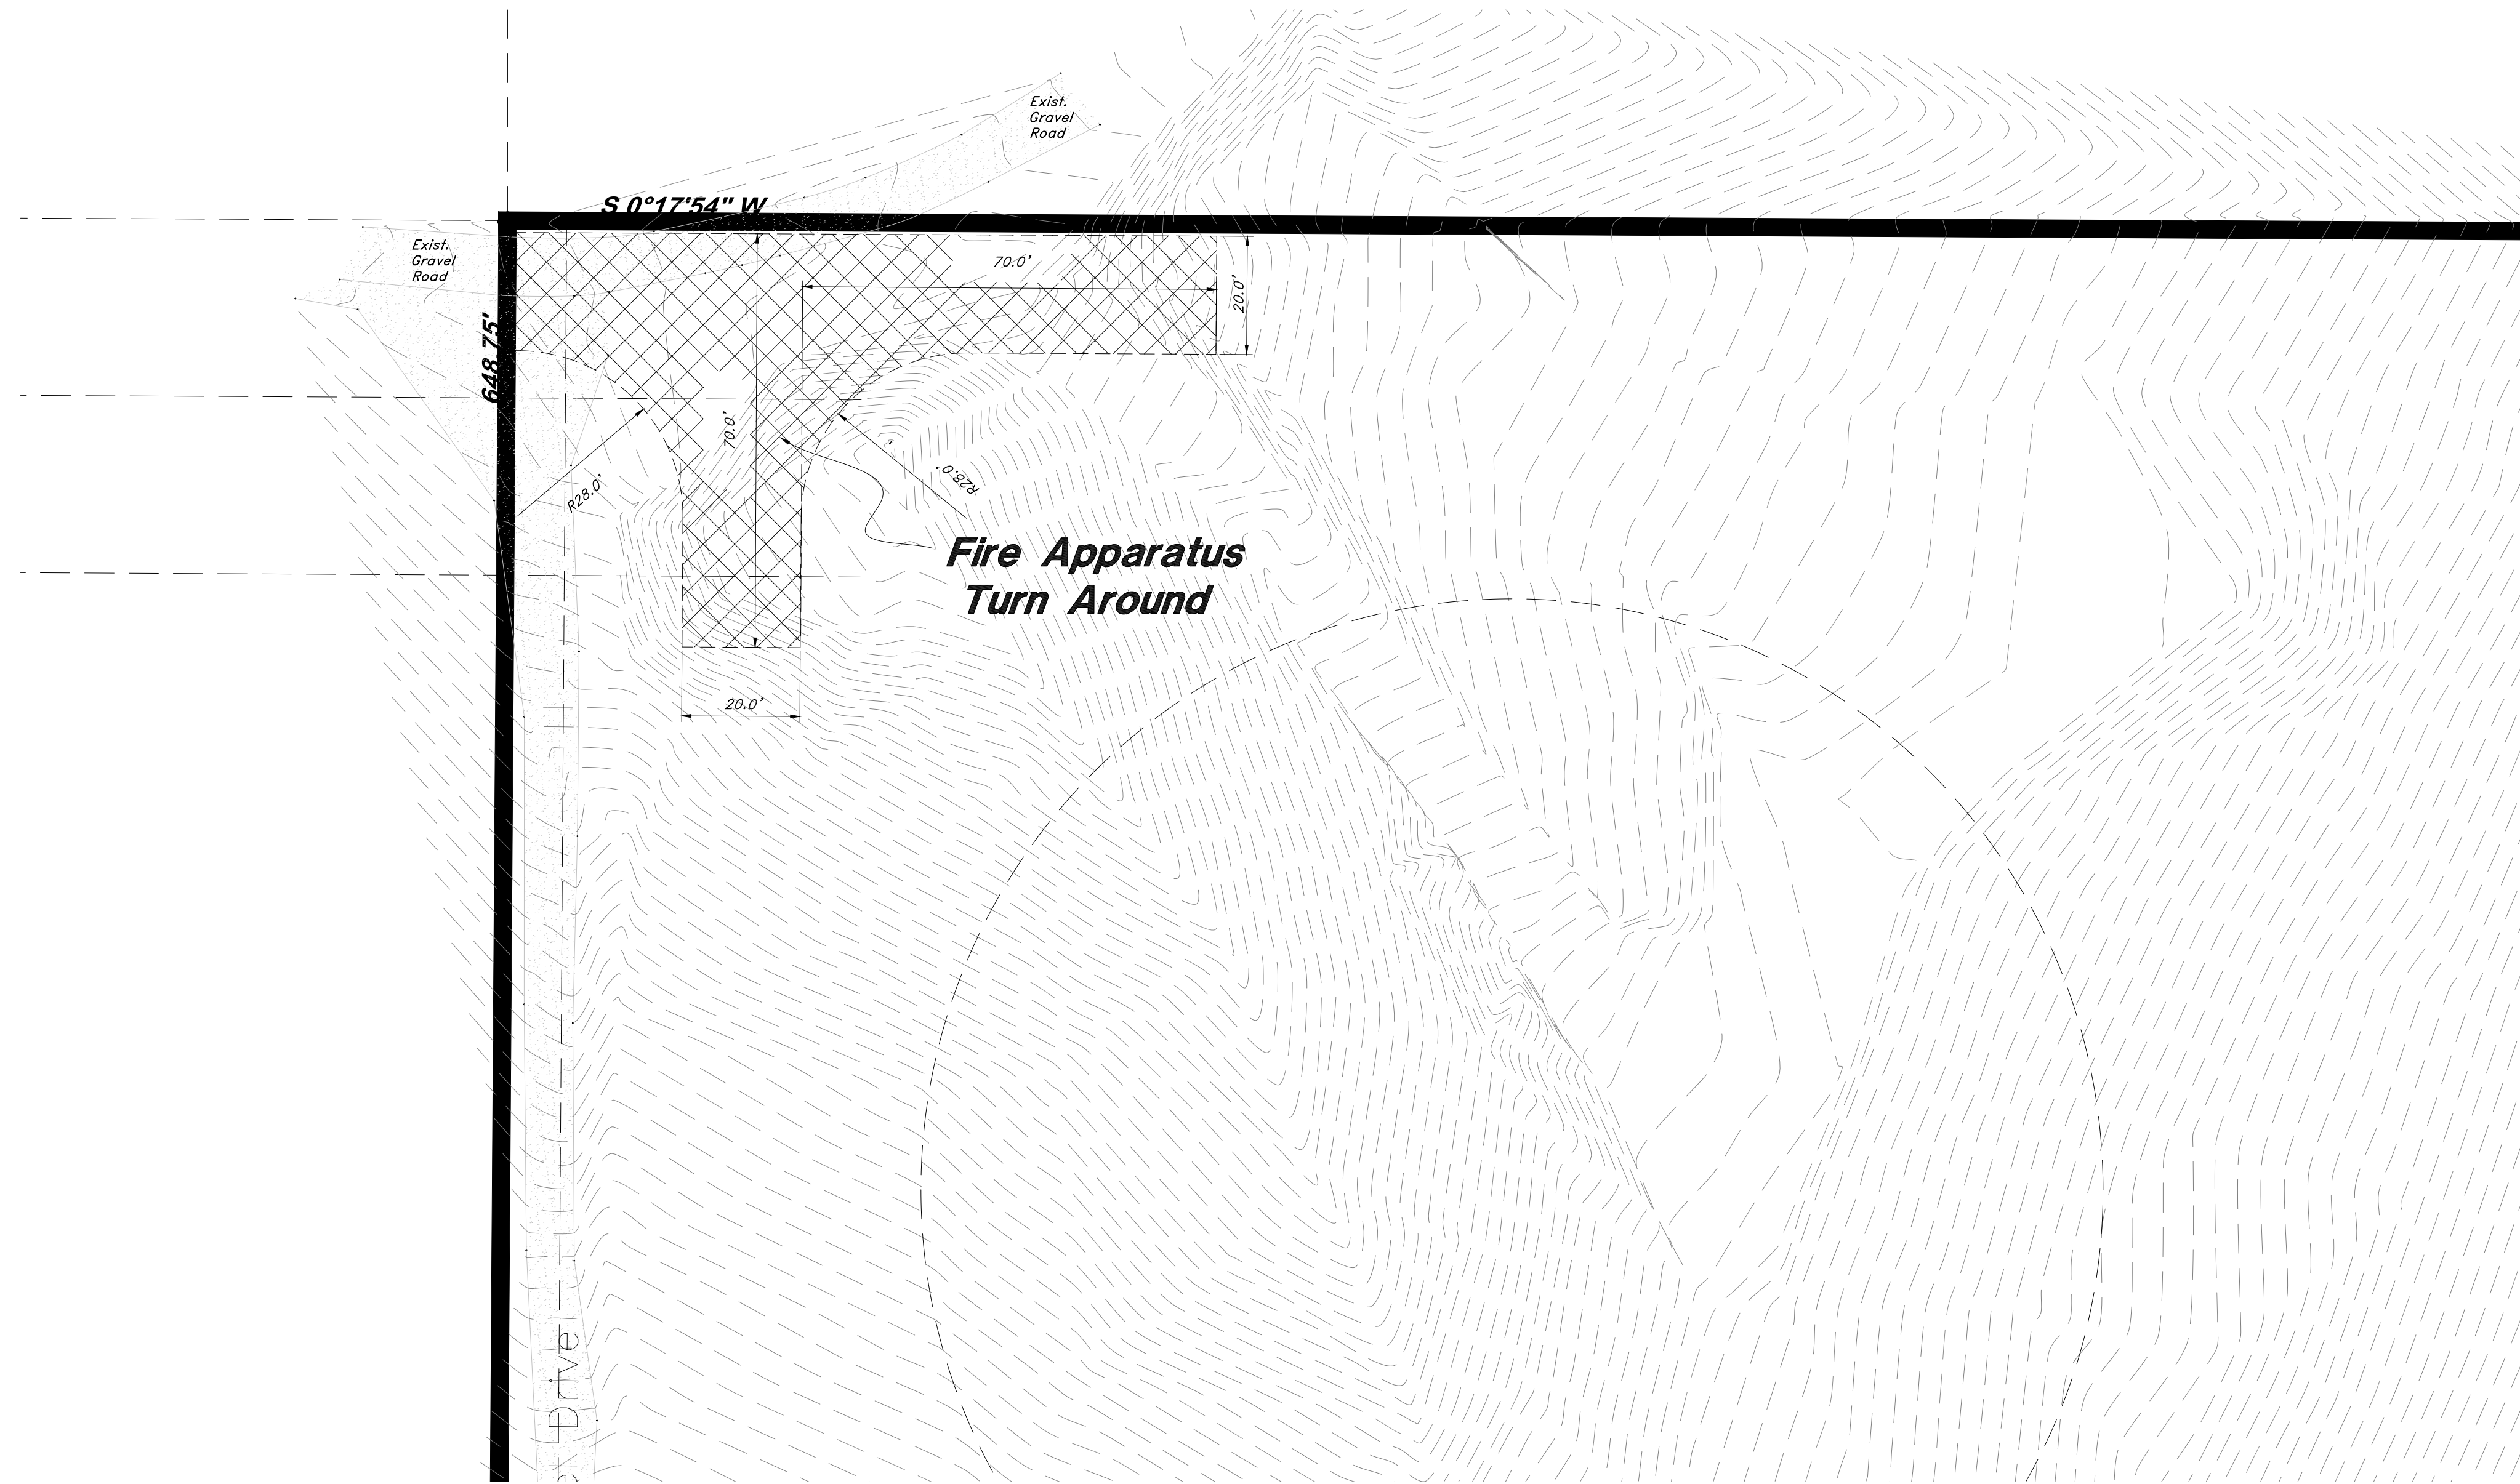 Exist.
Gravel
Road
S 0°17'54" W
Exist.
Gravel
Road
70.0'
20.0'
648.75'
70.0'
R28.0'
R28.0'
Fire Apparatus
Turn Around
20.0'
et Drive